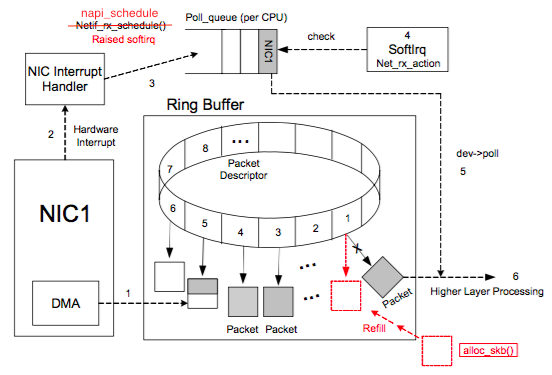 napi_schedule
Netif_rx_schedule()
Raised softirq
Poll_queue (per CPU)
NIC1
check
4
SoftIrq
Net_rx_action
NIC Interrupt
Handler
3
2
Hardware
Interrupt
Ring Buffer
8
...
7
Packet
Descriptor
6
5
4
3
2
1
dev->poll
5
NIC1
DMA
1
X
...
...
Packet
Packet
Packet
6
Higher Layer Processing
Refill
alloc_skb()